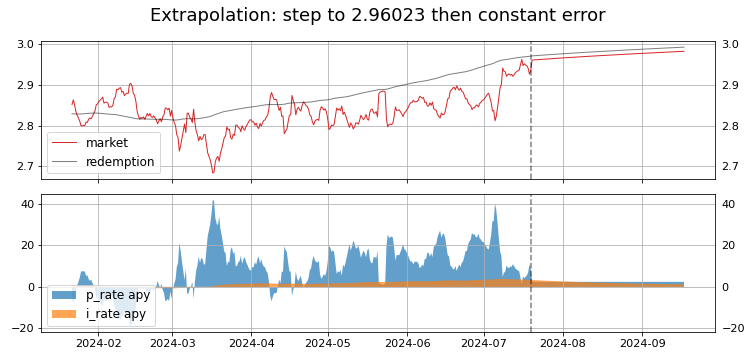 Extrapolation: step to 2.96023 then constant error
3.0 3.0
2.9 2.9
2.8 2.8
2.7 2.7
market
redemption
40 40
20 20
0 0
−20 −20
p_rate apy
i_rate apy
2024-02 2024-03 2024-04 2024-05 2024-06 2024-07 2024-08 2024-09